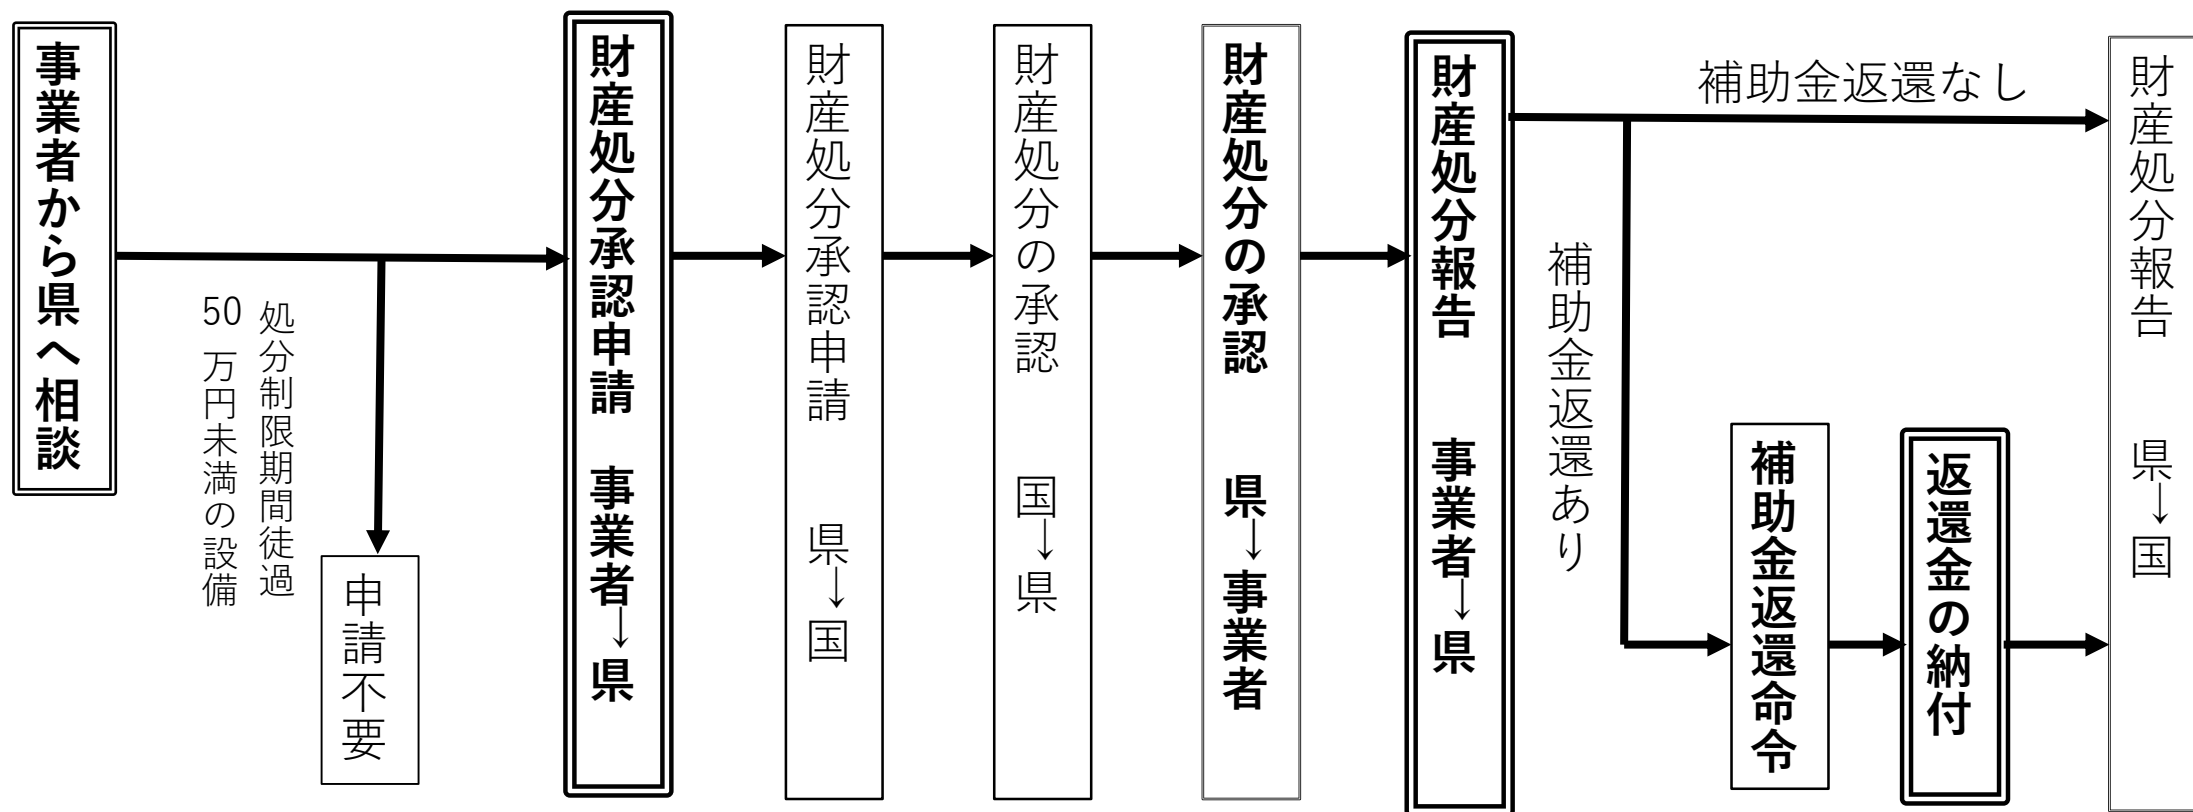 事業者から県へ相談
処分制限期間徒過
50万円未満の設備
申請不要
財産処分承認申請　事業者→県
財産処分承認申請　県→国
財産処分の承認　国→県
財産処分の承認　県→事業者
財産処分報告　事業者→県
補助金返還なし
補助金返還あり
補助金返還命令
返還金の納付
財産処分報告　県→国